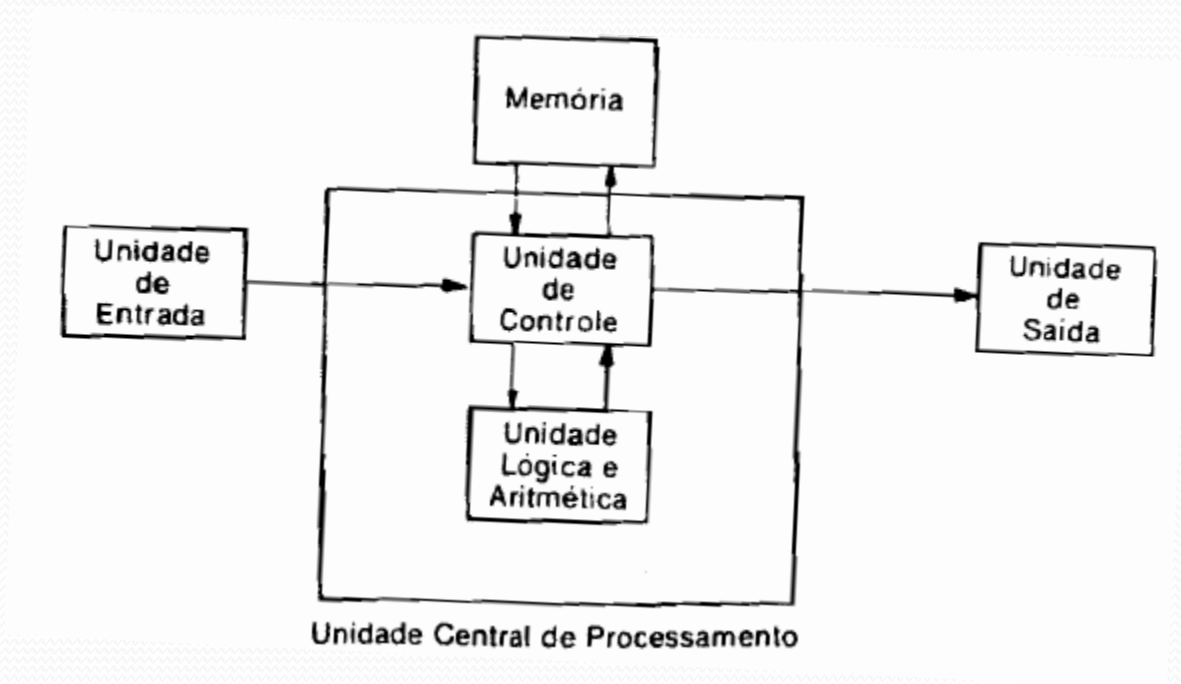 Memória
Unidade
de
Entrada
Unidade
de
Controle
Unidade
de
Saída
Unidade
Lógica e
Aritmética
Unidade Central de Processamento